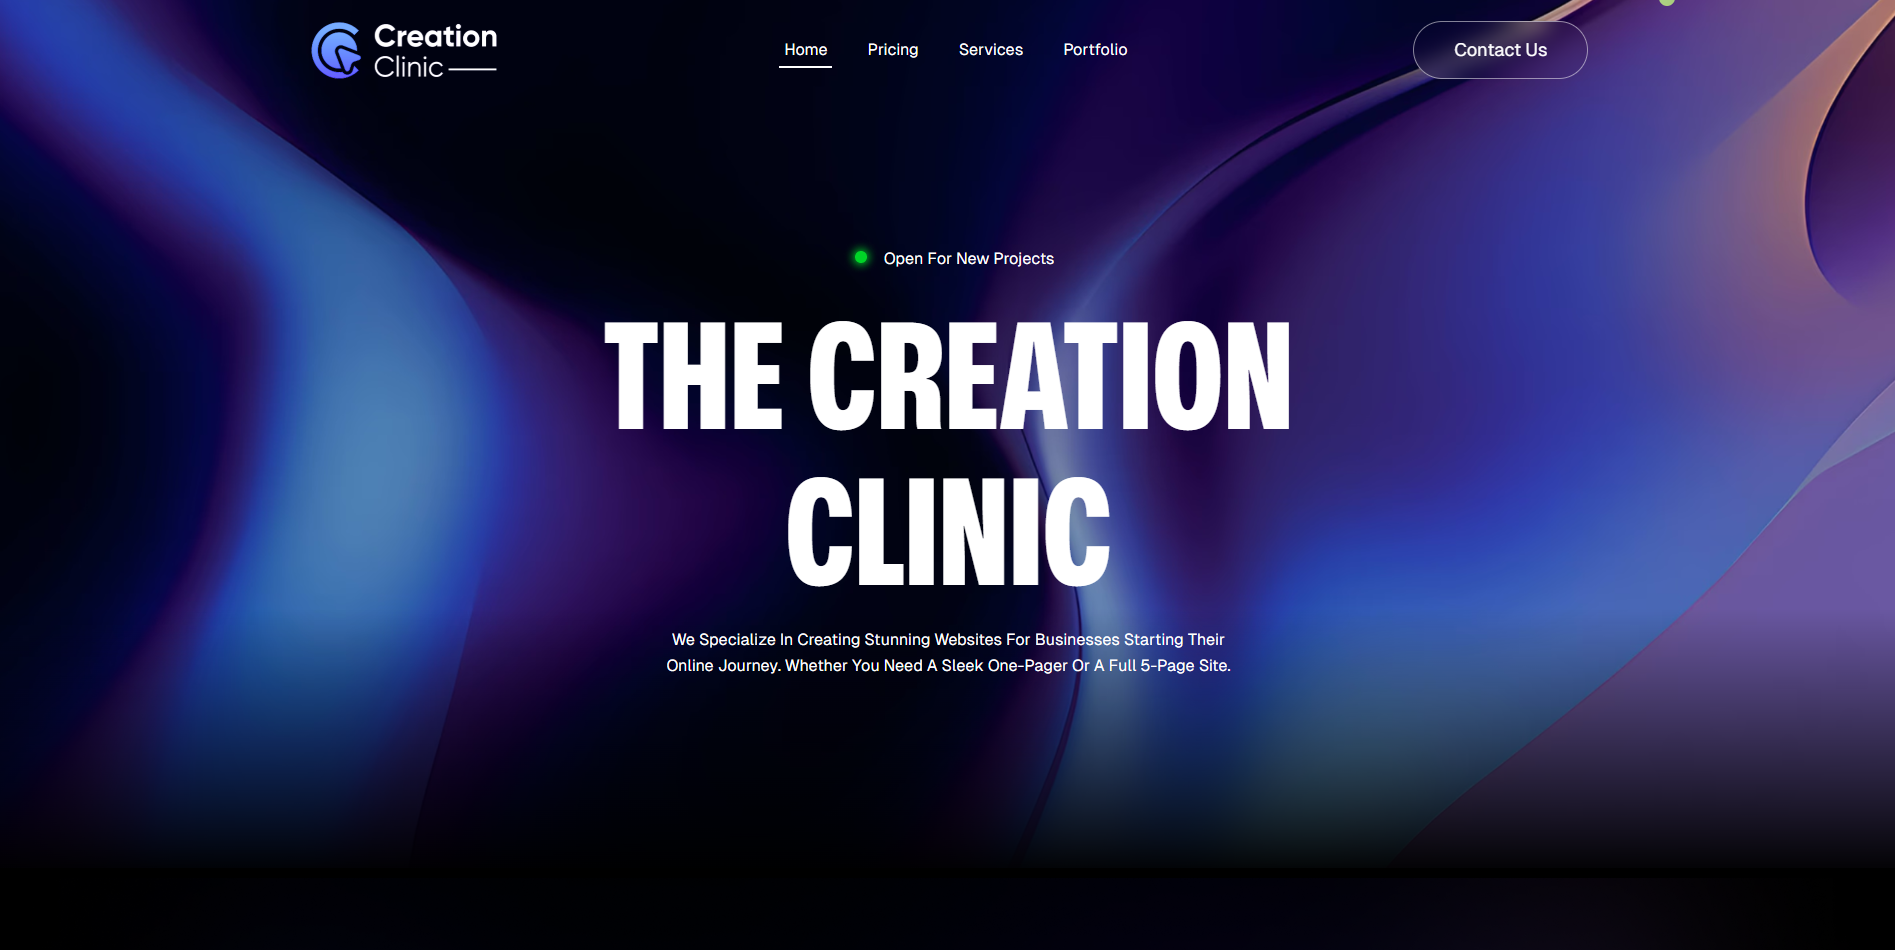 Creation
Clinic
Home Pricing Services Portfolio
Contact Us
Open For New Projects
THE CREATION
CLINIC
We Specialize In Creating Stunning Websites For Businesses Starting Their
Online Journey. Whether You Need A Sleek One-Pager Or A Full 5-Page Site.